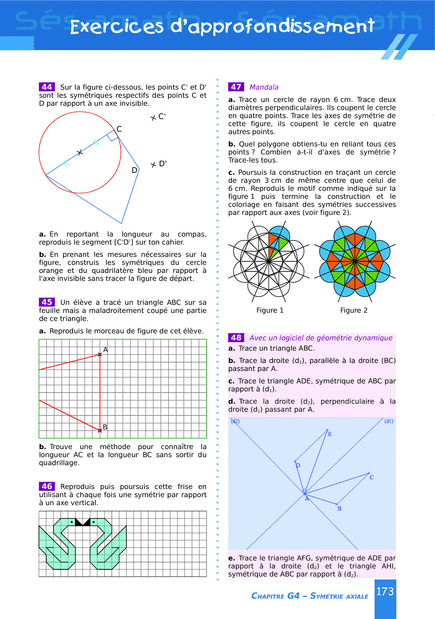 Exercices d'approfondissement
44 Sur la figure ci-dessous, les points C' et D'
sont les symétriques respectifs des points C et
D par rapport à un axe invisible.
C'
C
D'
D
a. En reportant la longueur au compas,
reproduis le segment [C'D'] sur ton cahier.
b. En prenant les mesures nécessaires sur la
figure, construis les symétriques du cercle
orange et du quadrilatère bleu par rapport à
l'axe invisible sans tracer la figure de départ.
45 Un élève a tracé un triangle ABC sur sa
feuille mais a maladroitement coupé une partie
de ce triangle.
a. Reproduis le morceau de figure de cet élève.
A
B
b. Trouve une méthode pour connaître la
longueur AC et la longueur BC sans sortir du
quadrillage.
46 Reproduis puis poursuis cette frise en
utilisant à chaque fois une symétrie par rapport
à un axe vertical.
47 Mandala
a. Trace un cercle de rayon 6 cm. Trace deux
diamètres perpendiculaires. Ils coupent le cercle
en quatre points. Trace les axes de symétrie de
cette figure, ils coupent le cercle en quatre
autres points.
b. Quel polygone obtiens-tu en reliant tous ces
points ? Combien a-t-il d'axes de symétrie ?
Trace-les tous.
c. Poursuis la construction en traçant un cercle
de rayon 3 cm de même centre que celui de
6 cm. Reproduis le motif comme indiqué sur la
figure 1 puis termine la construction et le
coloriage en faisant des symétries successives
par rapport aux axes (voir figure 2).
Figure 1 Figure 2
48 Avec un logiciel de géométrie dynamique
a. Trace un triangle ABC.
b. Trace la droite (d₁), parallèle à la droite (BC)
passant par A.
c. Trace le triangle ADE, symétrique de ABC par
rapport à (d₁).
d. Trace la droite (d₂), perpendiculaire à la
droite (d₁) passant par A.
(d2) (d1)
E
D
C
A
B
e. Trace le triangle AFG, symétrique de ADE par
rapport à la droite (d₂) et le triangle AHI,
symétrique de ABC par rapport à (d₂).
CHAPITRE G4 – SYMÉTRIE AXIALE 173